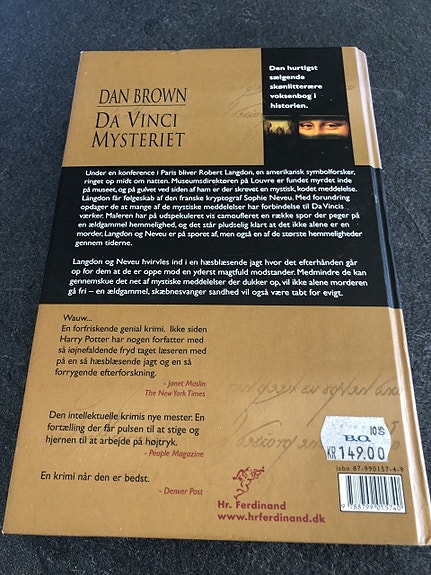 Den hurtigst
sælgende
skønlitterære
voksenbog i
historien.
DAN BROWN
DA VINCI
MYSTERIET
Under en konference i Paris bliver Robert Langdon, en amerikansk symbolforsker,
ringet op midt om natten. Museumsdirektøren på Louvre er fundet myrdet inde
på museet, og på gulvet ved siden af ham er der skrevet en mystisk, kodet meddelelse.
Langdon får følgeskab af den franske kryptograf Sophie Neveu. Med forundring
opdager de at mange af de mystiske meddelelser har forbindelse til Da Vincis
værker. Maleren har på udspekuleret vis camoufleret en række spor der peger på
en ældgammel hemmelighed, og det står pludselig klart at det ikke alene er en
morder, Langdon og Neveu er på sporet af, men også en af de største hemmeligheder
gennem tiderne.
Langdon og Neveu hvirvles ind i en hæsblæsende jagt hvor det efterhånden går
op for dem at de er oppe mod en yderst magtfuld modstander. Medmindre de kan
gennemskue det net af mystiske meddelelser der dukker op, vil ikke alene morderen
gå fri – en ældgammel, skæbnesvanger sandhed vil også være tabt for evigt.
Wauw...
En forfriskende genial krimi. Ikke siden
Harry Potter har nogen forfatter med
så iøjnefaldende fryd taget læseren med
på en så hæsblæsende jagt og en så
forrygende efterforskning.
- Janet Maslin
The New York Times
Den intellektuelle krimis nye mester. En
fortælling der får pulsen til at stige og
hjernen til at arbejde på højtryk.
- People Magazine
En krimi når den er bedst.
- Denver Post
Hr. Ferdinand
www.hrferdinand.dk
B.O.
KR 149.00
isbn 87-990157-4-9
9 788799 015740